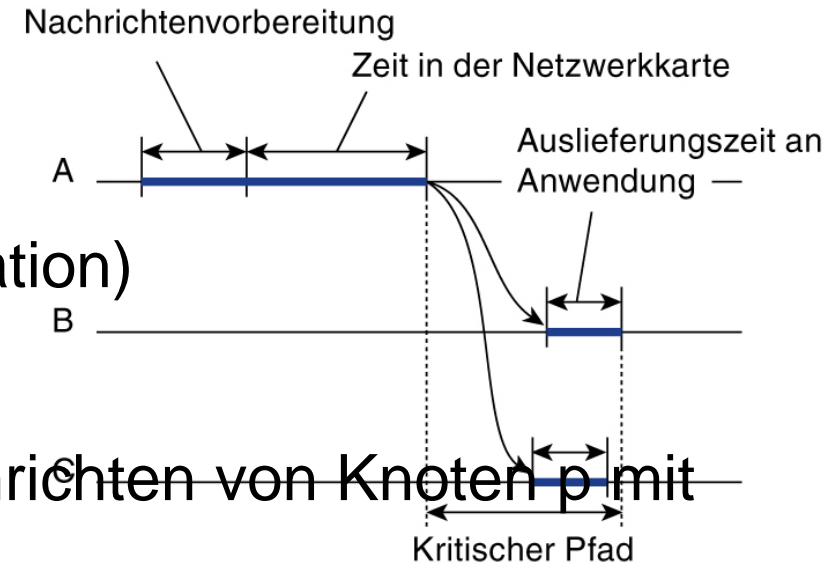 Nachrichtenvorbereitung
Zeit in der Netzwerkkarte
Auslieferungszeit an
Anwendung
A
ation)
B
C
richten von Knoten p mit
Kritischer Pfad